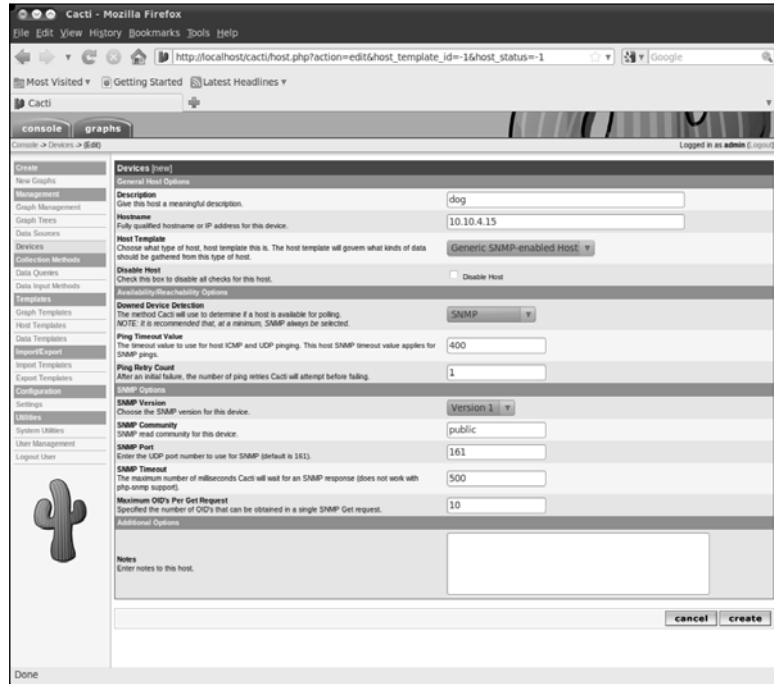 Cacti - Mozilla Firefox
File Edit View History Bookmarks Tools Help
http://localhost/cacti/host.php?action=edit&host_template_id=-1&host_status=-1
Google
Most Visited
Getting Started
Latest Headlines
Cacti
console
graphs
Console -> Devices -> (Edit)
Logged in as admin (Logout)
Create
New Graphs
Management
Graph Management
Graph Trees
Data Sources
Devices
Collection Methods
Data Queries
Data Input Methods
Templates
Graph Templates
Host Templates
Data Templates
Import/Export
Import Templates
Export Templates
Configuration
Settings
Utilities
System Utilities
User Management
Logout User
Devices [new]
General Host Options
Description
Give this host a meaningful description.
dog
Hostname
Fully qualified hostname or IP address for this device.
10.10.4.15
Host Template
Choose what type of host, host template this is. The host template will govern what kinds of data
should be gathered from this type of host.
Generic SNMP-enabled Host
Disable Host
Check this box to disable all checks for this host.
Disable Host
Availability/Reachability Options
Downed Device Detection
The method Cacti will use to determine if a host is available for polling.
NOTE: It is recommended that, at a minimum, SNMP always be selected.
SNMP
Ping Timeout Value
The timeout value to use for host ICMP and UDP pinging. This host SNMP timeout value applies for
SNMP pings.
400
Ping Retry Count
After an initial failure, the number of ping retries Cacti will attempt before failing.
1
SNMP Options
SNMP Version
Choose the SNMP version for this device.
Version 1
SNMP Community
SNMP read community for this device.
public
SNMP Port
Enter the UDP port number to use for SNMP (default is 161).
161
SNMP Timeout
The maximum number of milliseconds Cacti will wait for an SNMP response (does not work with
php-snmp support).
500
Maximum OID's Per Get Request
Specified the number of OID's that can be obtained in a single SNMP Get request.
10
Additional Options
Notes
Enter notes to this host.
cancel
create
Done